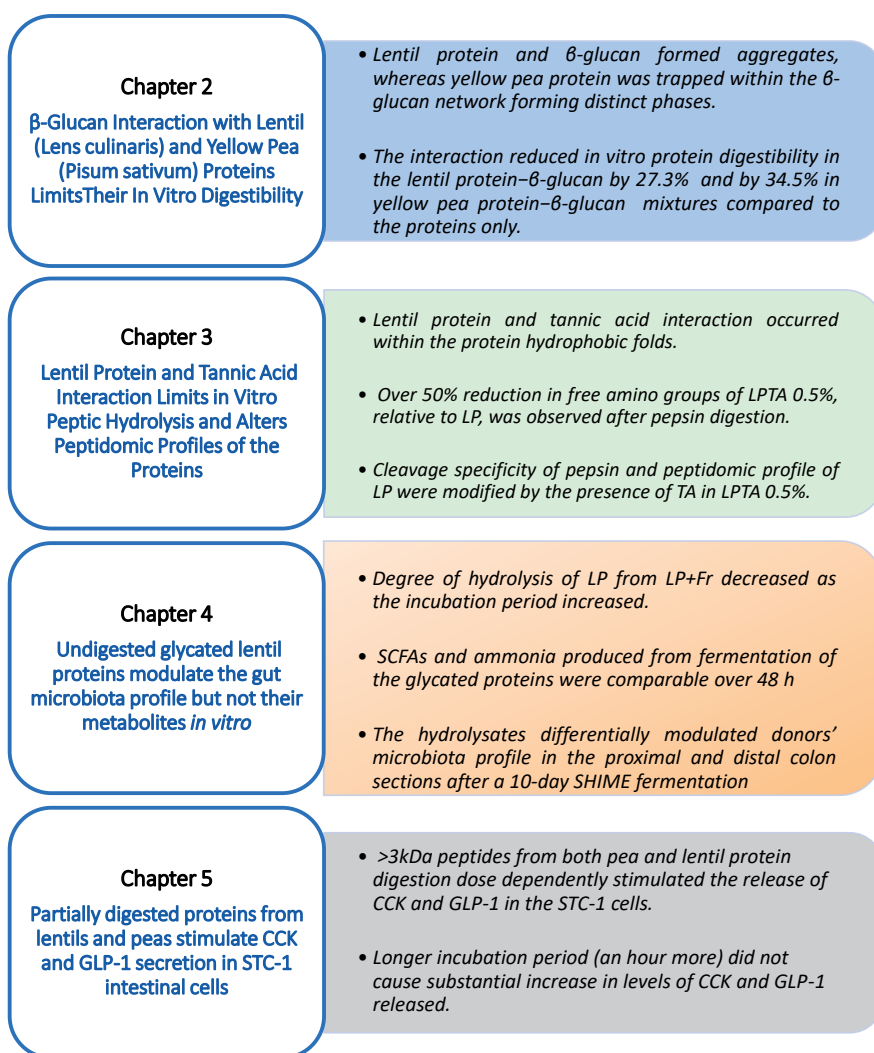 Chapter 2
β-Glucan Interaction with Lentil
(Lens culinaris) and Yellow Pea
(Pisum sativum) Proteins
LimitsTheir In Vitro Digestibility
• Lentil protein and β-glucan formed aggregates,
whereas yellow pea protein was trapped within the β-
glucan network forming distinct phases.
• The interaction reduced in vitro protein digestibility in
the lentil protein−β-glucan by 27.3% and by 34.5% in
yellow pea protein−β-glucan mixtures compared to
the proteins only.
Chapter 3
Lentil Protein and Tannic Acid
Interaction Limits in Vitro
Peptic Hydrolysis and Alters
Peptidomic Profiles of the
Proteins
• Lentil protein and tannic acid interaction occurred
within the protein hydrophobic folds.
• Over 50% reduction in free amino groups of LPTA 0.5%,
relative to LP, was observed after pepsin digestion.
• Cleavage specificity of pepsin and peptidomic profile of
LP were modified by the presence of TA in LPTA 0.5%.
Chapter 4
Undigested glycated lentil
proteins modulate the gut
microbiota profile but not their
metabolites in vitro
• Degree of hydrolysis of LP from LP+Fr decreased as
the incubation period increased.
• SCFAs and ammonia produced from fermentation of
the glycated proteins were comparable over 48 h
• The hydrolysates differentially modulated donors'
microbiota profile in the proximal and distal colon
sections after a 10-day SHIME fermentation
Chapter 5
Partially digested proteins from
lentils and peas stimulate CCK
and GLP-1 secretion in STC-1
intestinal cells
• >3kDa peptides from both pea and lentil protein
digestion dose dependently stimulated the release of
CCK and GLP-1 in the STC-1 cells.
• Longer incubation period (an hour more) did not
cause substantial increase in levels of CCK and GLP-1
released.